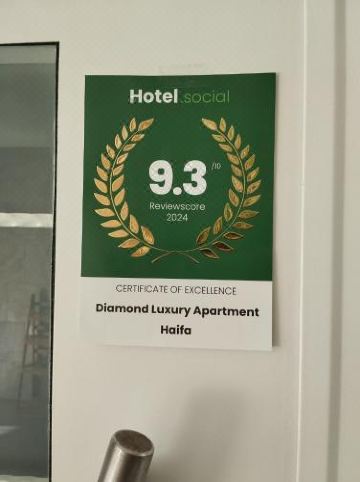 Hotel.social
9.3 /10
Reviewscore
2024
CERTIFICATE OF EXCELLENCE
Diamond Luxury Apartment
Haifa